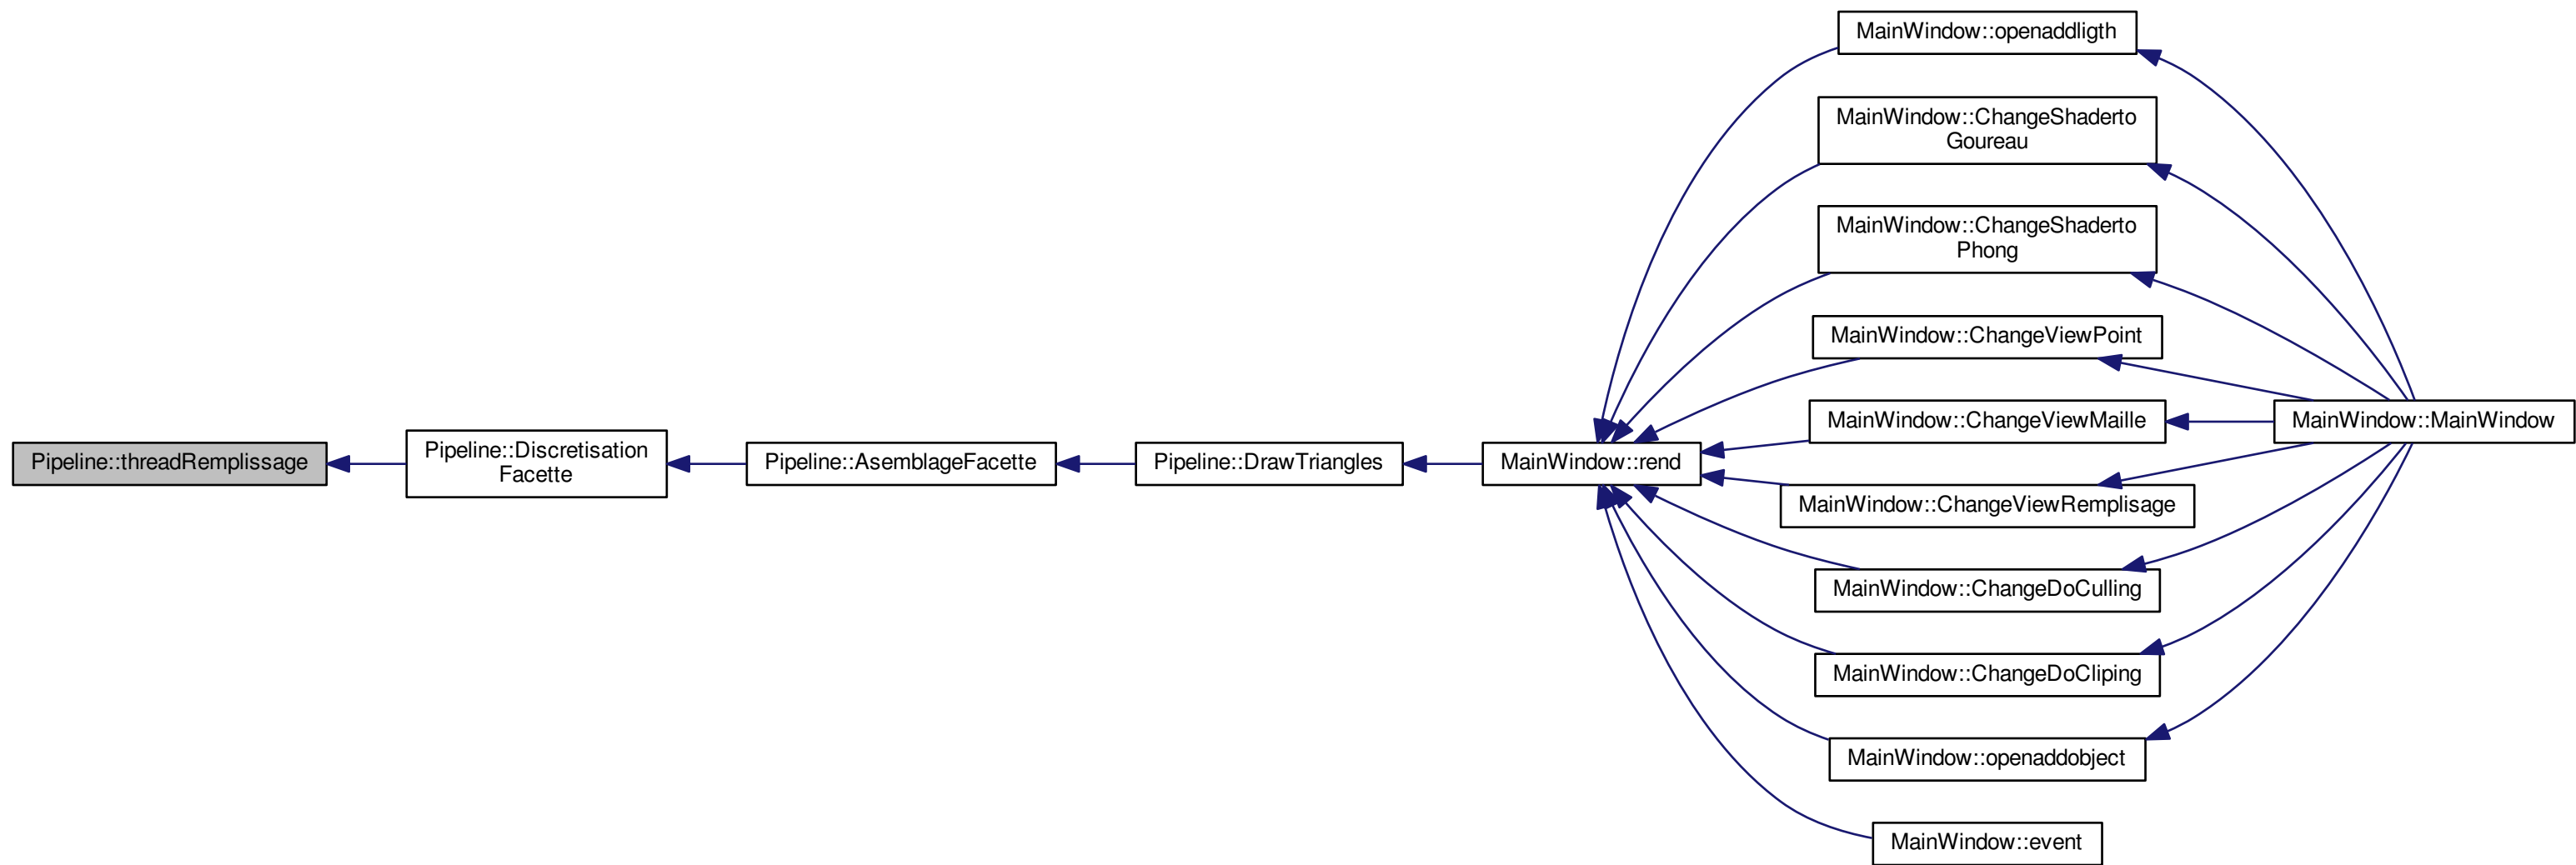 MainWindow::openaddligth
MainWindow::ChangeShaderto
Goureau
MainWindow::ChangeShaderto
Phong
MainWindow::ChangeViewPoint
MainWindow::ChangeViewMaille
MainWindow::MainWindow
Pipeline::threadRemplissage
Pipeline::Discretisation
Facette
Pipeline::AsemblageFacette
Pipeline::DrawTriangles
MainWindow::rend
MainWindow::ChangeViewRemplisage
MainWindow::ChangeDoCulling
MainWindow::ChangeDoCliping
MainWindow::openaddobject
MainWindow::event